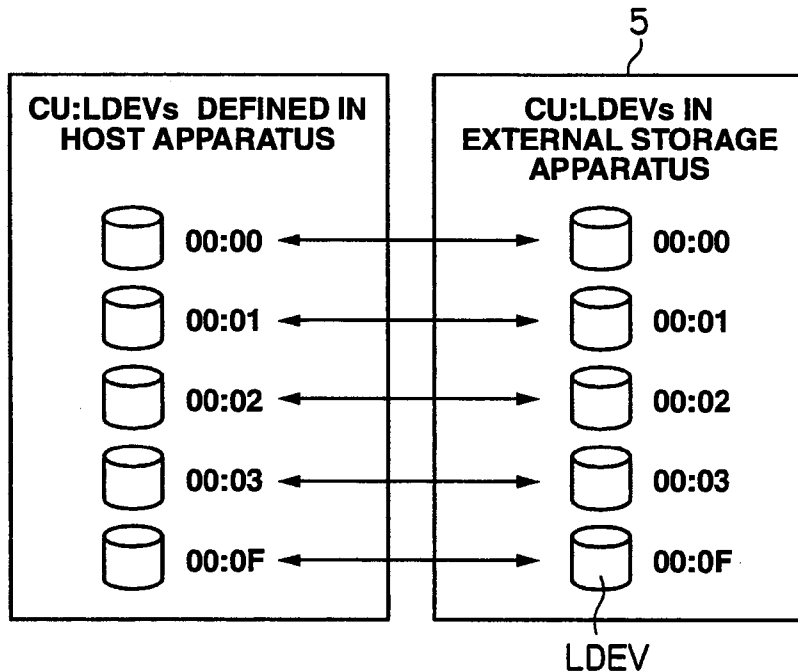 5
CU:LDEVs DEFINED IN
HOST APPARATUS
00:00
00:01
00:02
00:03
00:0F
CU:LDEVs IN
EXTERNAL STORAGE
APPARATUS
00:00
00:01
00:02
00:03
00:0F
LDEV